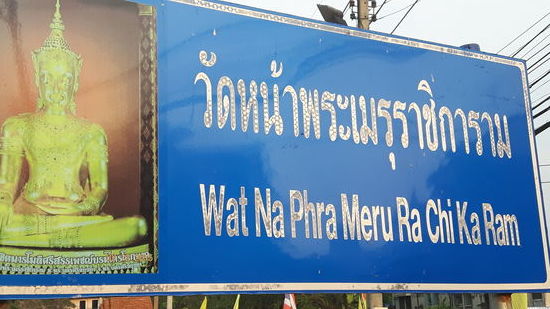 วัดหน้าพระเมรุราชิการาม
Wat Na Phra Meru Ra Chi Ka Ram